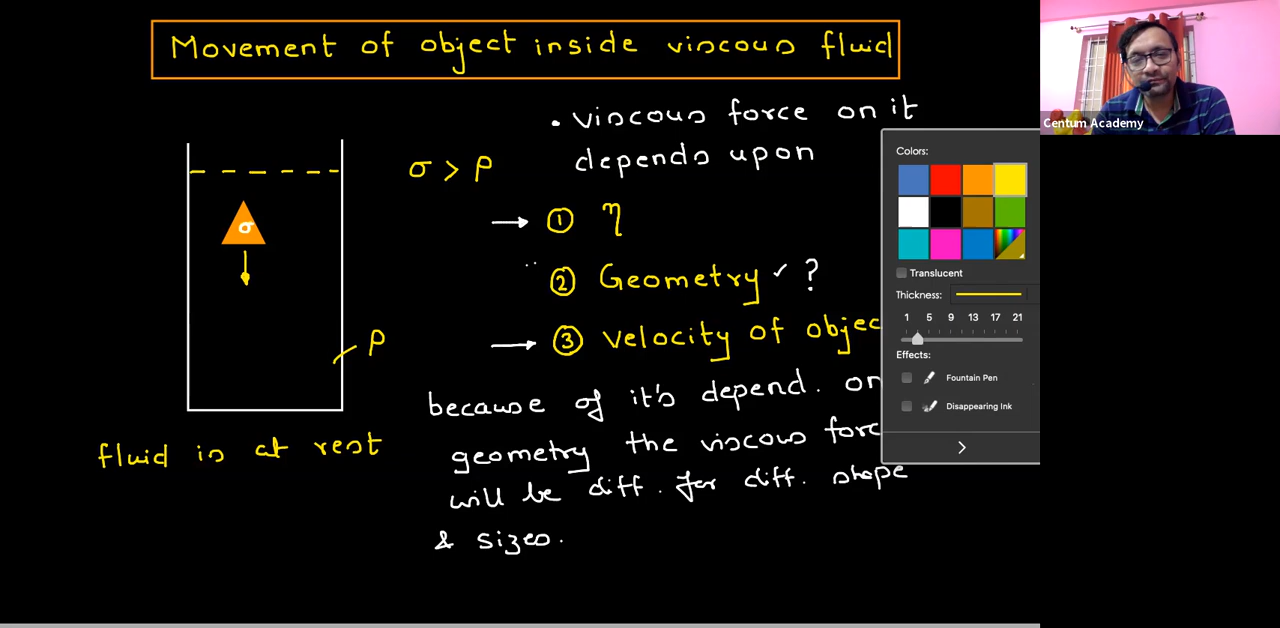 Movement of object inside viscous fluid
Centum Academy
• viscous force on it
depends upon
σ > ρ
→ ① η
σ
② Geometry ✓ ?
→ ③ velocity of objec
ρ
because of it's depend. on
geometry the viscous forc
will be diff. for diff. shape
& sizes.
fluid is at rest
Colors:
Translucent
Thickness:
1 5 9 13 17 21
Effects:
Fountain Pen
Disappearing Ink